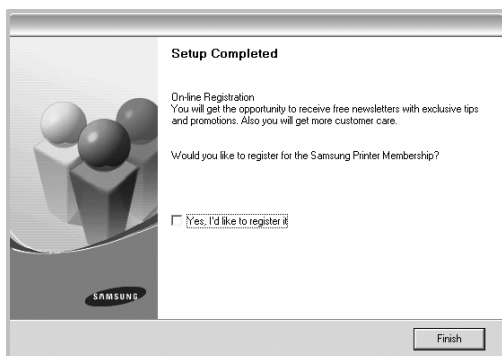 Setup Completed
On-line Registration
You will get the opportunity to receive free newsletters with exclusive tips
and promotions. Also you will get more customer care.
Would you like to register for the Samsung Printer Membership?
Yes, I'd like to register it
SAMSUNG
Finish